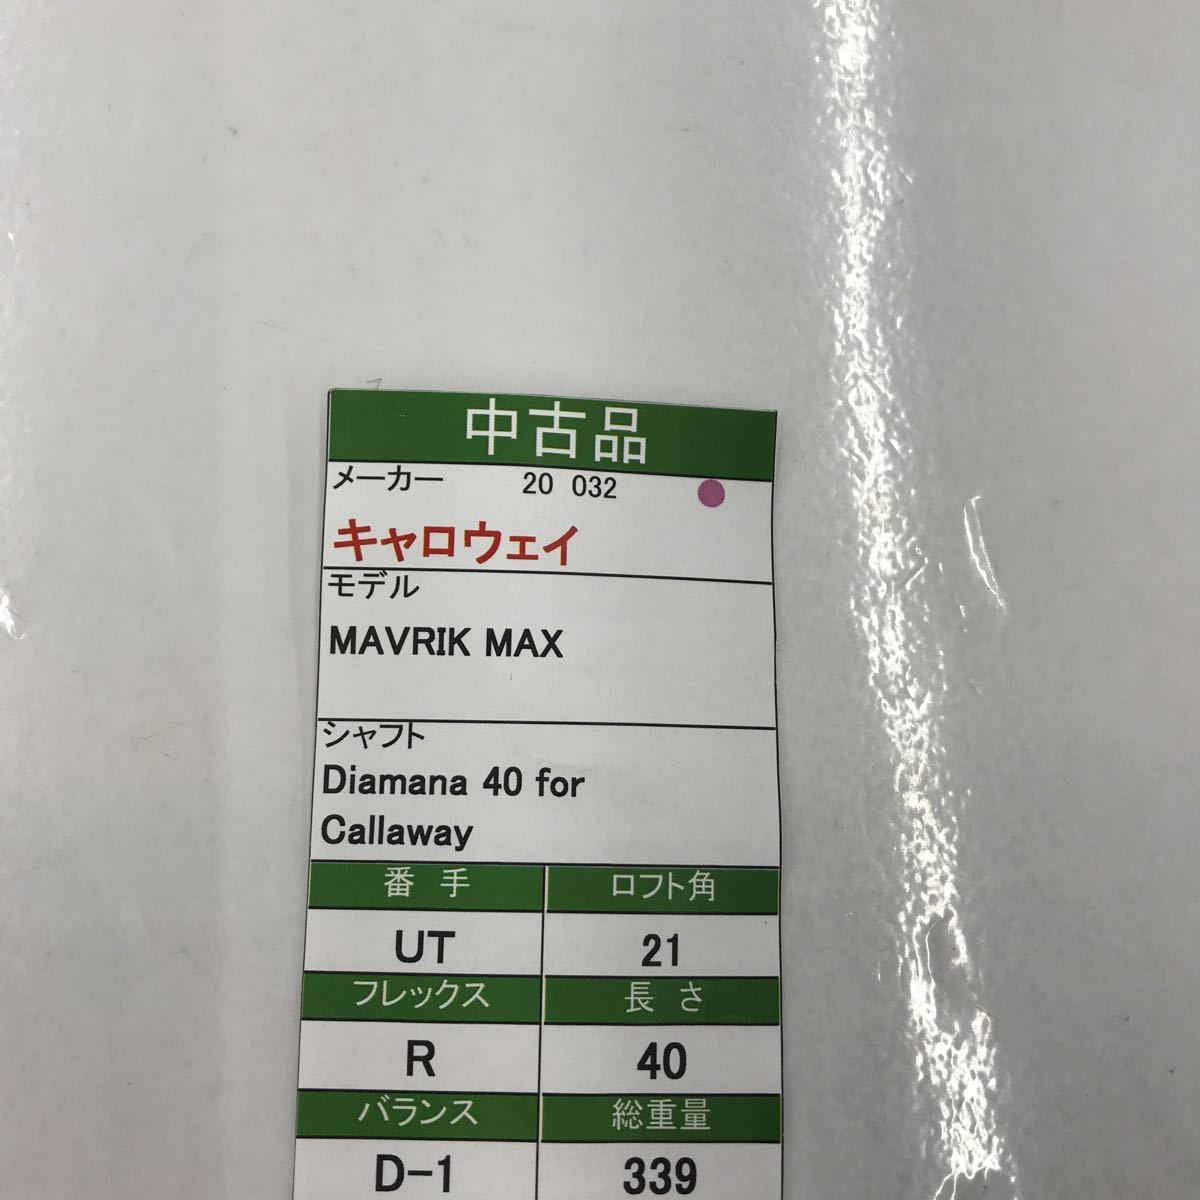 中古品
メーカー 20 032
キャロウェイ
モデル
MAVRIK MAX
シャフト
Diamana 40 for
Callaway
番 手 ロフト角
UT 21
フレックス 長 さ
R 40
バランス 総重量
D-1 339